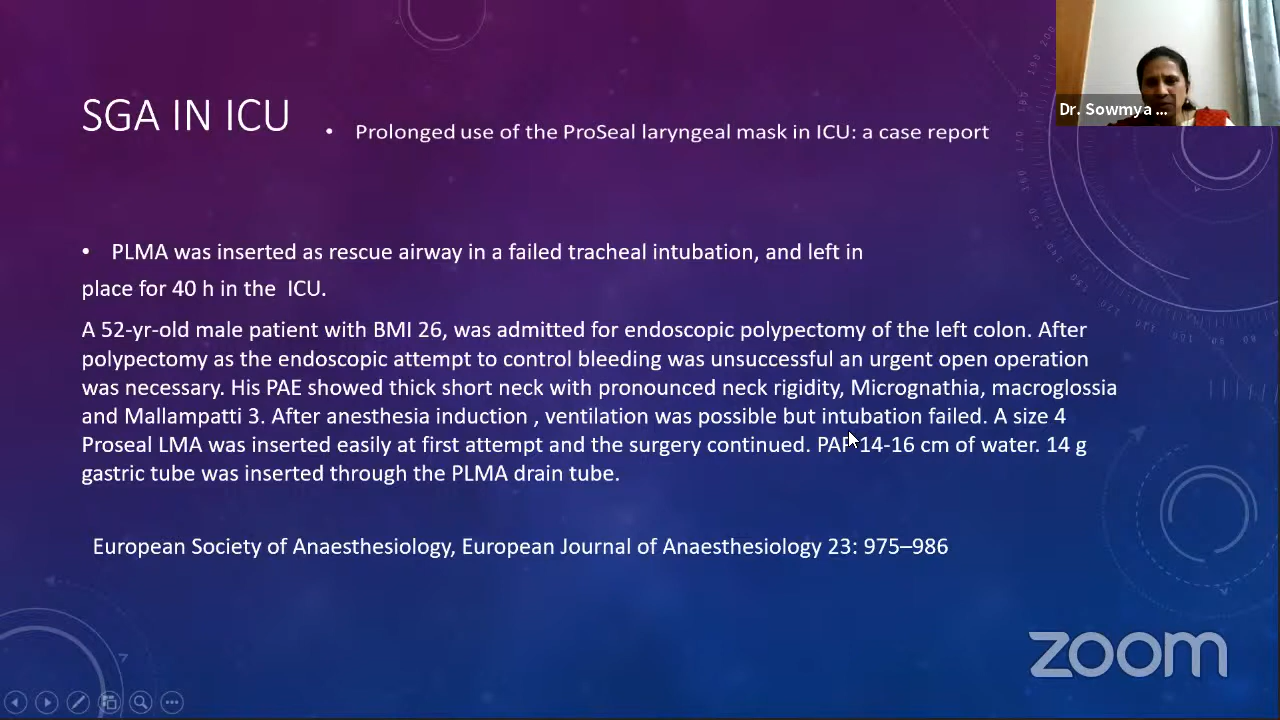 SGA IN ICU
• Prolonged use of the ProSeal laryngeal mask in ICU: a case report
Dr. Sowmya ...
• PLMA was inserted as rescue airway in a failed tracheal intubation, and left in
place for 40 h in the ICU.
A 52-yr-old male patient with BMI 26, was admitted for endoscopic polypectomy of the left colon. After
polypectomy as the endoscopic attempt to control bleeding was unsuccessful an urgent open operation
was necessary. His PAE showed thick short neck with pronounced neck rigidity, Micrognathia, macroglossia
and Mallampatti 3. After anesthesia induction , ventilation was possible but intubation failed. A size 4
Proseal LMA was inserted easily at first attempt and the surgery continued. 14-16 cm of water. 14 g
gastric tube was inserted through the PLMA drain tube.
European Society of Anaesthesiology, European Journal of Anaesthesiology 23: 975–986
zoom